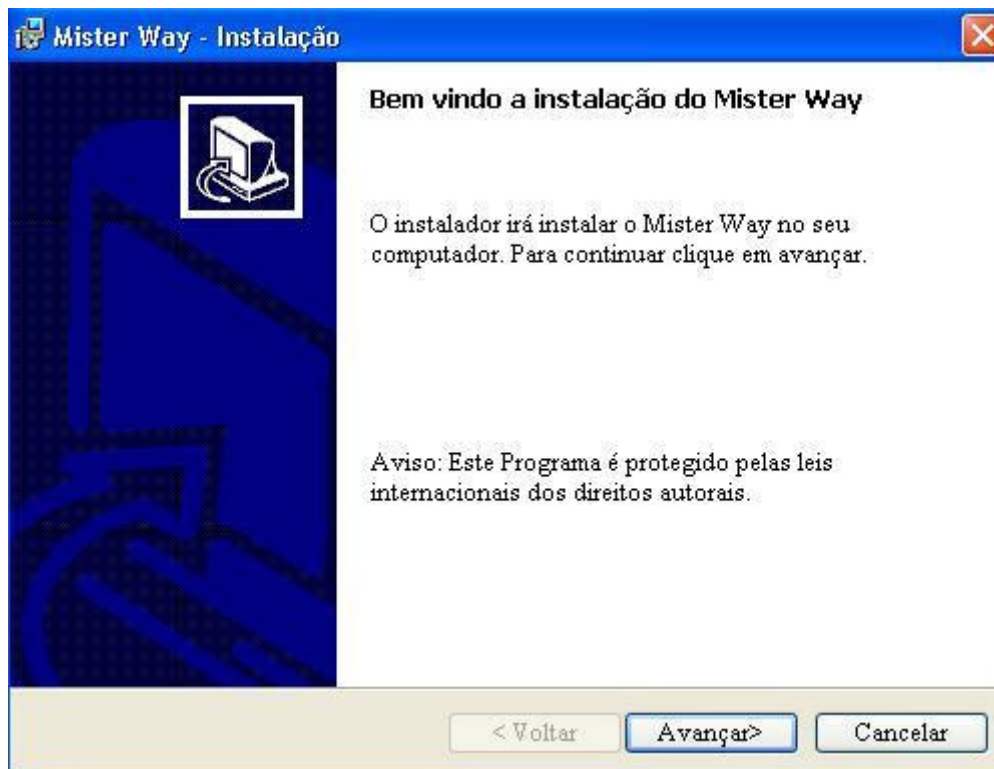 Mister Way - Instalação
Bem vindo a instalação do Mister Way
O instalador irá instalar o Mister Way no seu
computador. Para continuar clique em avançar.
Aviso: Este Programa é protegido pelas leis
internacionais dos direitos autorais.
< Voltar Avançar> Cancelar